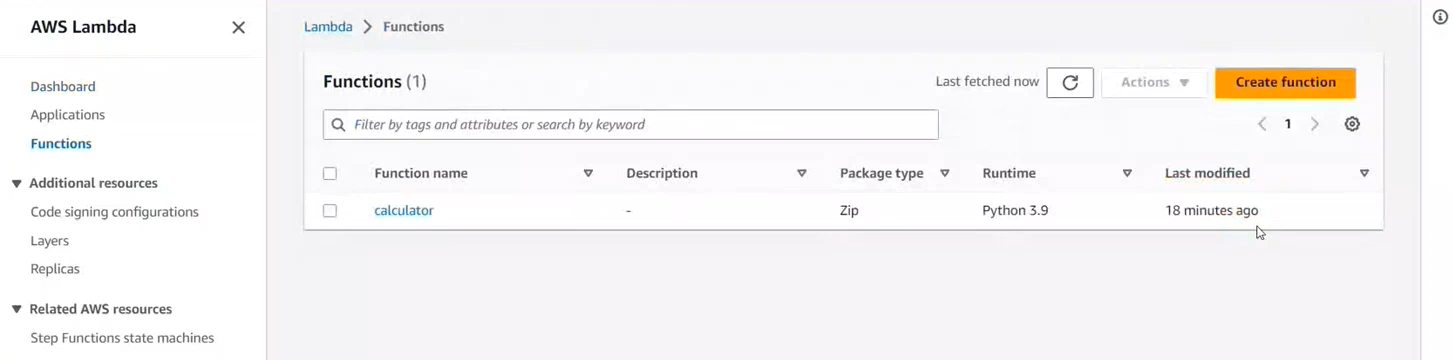 AWS Lambda
Dashboard
Applications
Functions
Additional resources
Code signing configurations
Layers
Replicas
Related AWS resources
Step Functions state machines
Lambda > Functions
Functions (1)
Last fetched now
Actions
Create function
Filter by tags and attributes or search by keyword
1
Function name Description Package type Runtime Last modified
calculator - Zip Python 3.9 18 minutes ago